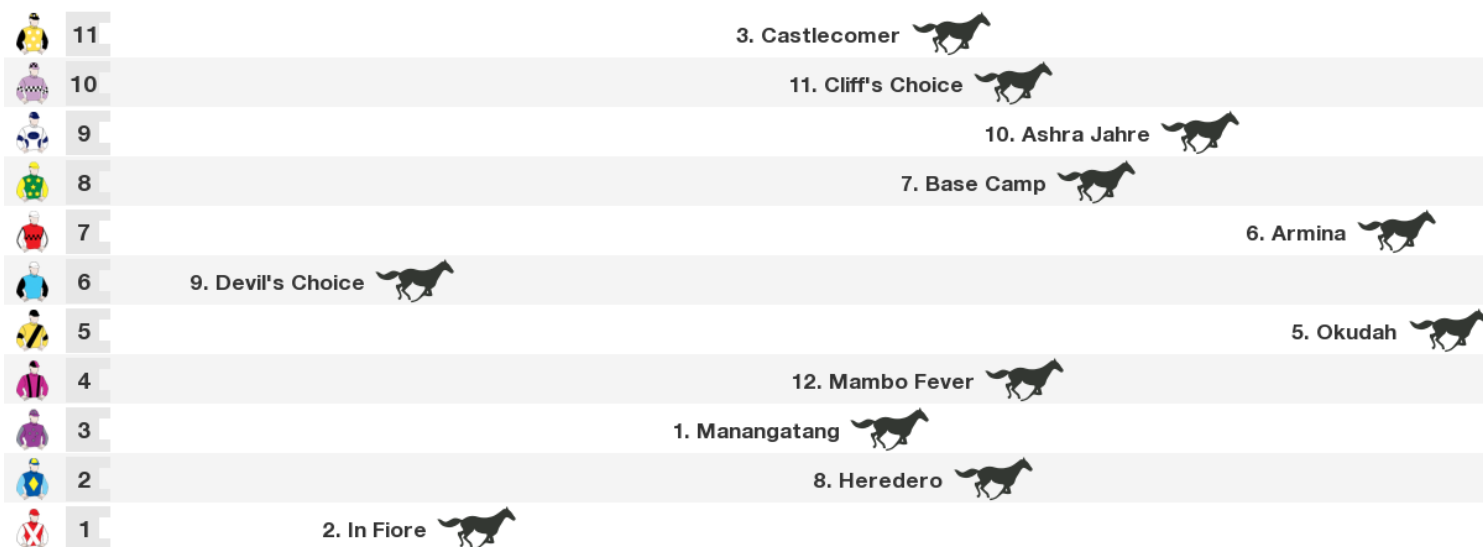 11 3. Castlecomer
10 11. Cliff's Choice
9 10. Ashra Jahre
8 7. Base Camp
7 6. Armina
6 9. Devil's Choice
5 5. Okudah
4 12. Mambo Fever
3 1. Manangatang
2 8. Heredero
1 2. In Fiore